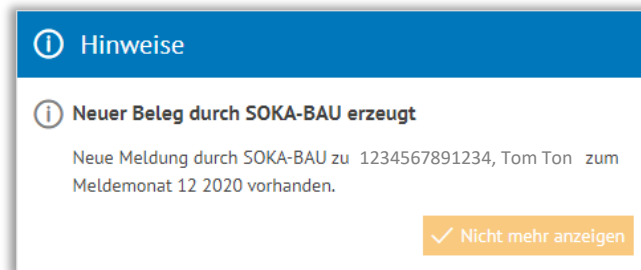 Hinweise
Neuer Beleg durch SOKA-BAU erzeugt
Neue Meldung durch SOKA-BAU zu 1234567891234, Tom Ton zum
Meldemonat 12 2020 vorhanden.
Nicht mehr anzeigen